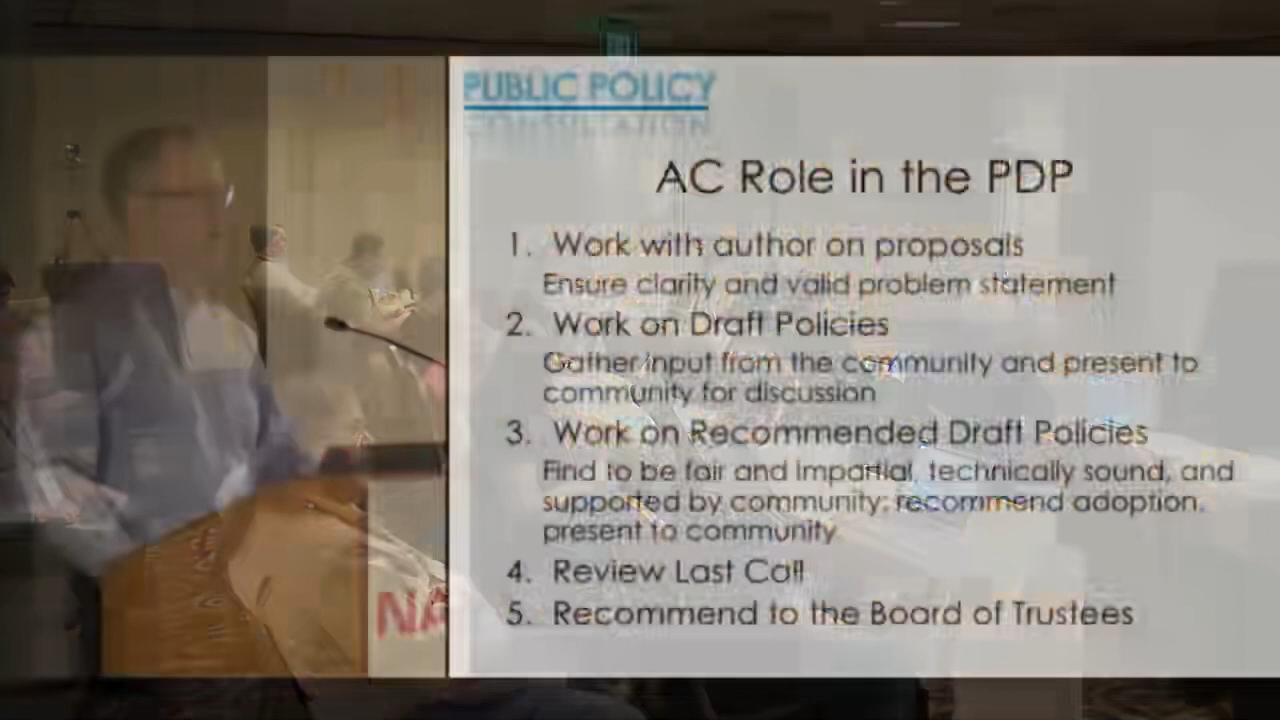 PUBLIC POLICY
CONSULTATION
AC Role in the PDP
1. Work with author on proposals
Ensure clarity and valid problem statement
2. Work on Draft Policies
Gather input from the community and present to
community for discussion
3. Work on Recommended Draft Policies
Find to be fair and impartial, technically sound, and
supported by community; recommend adoption,
present to community
4. Review Last Call
5. Recommend to the Board of Trustees
NA